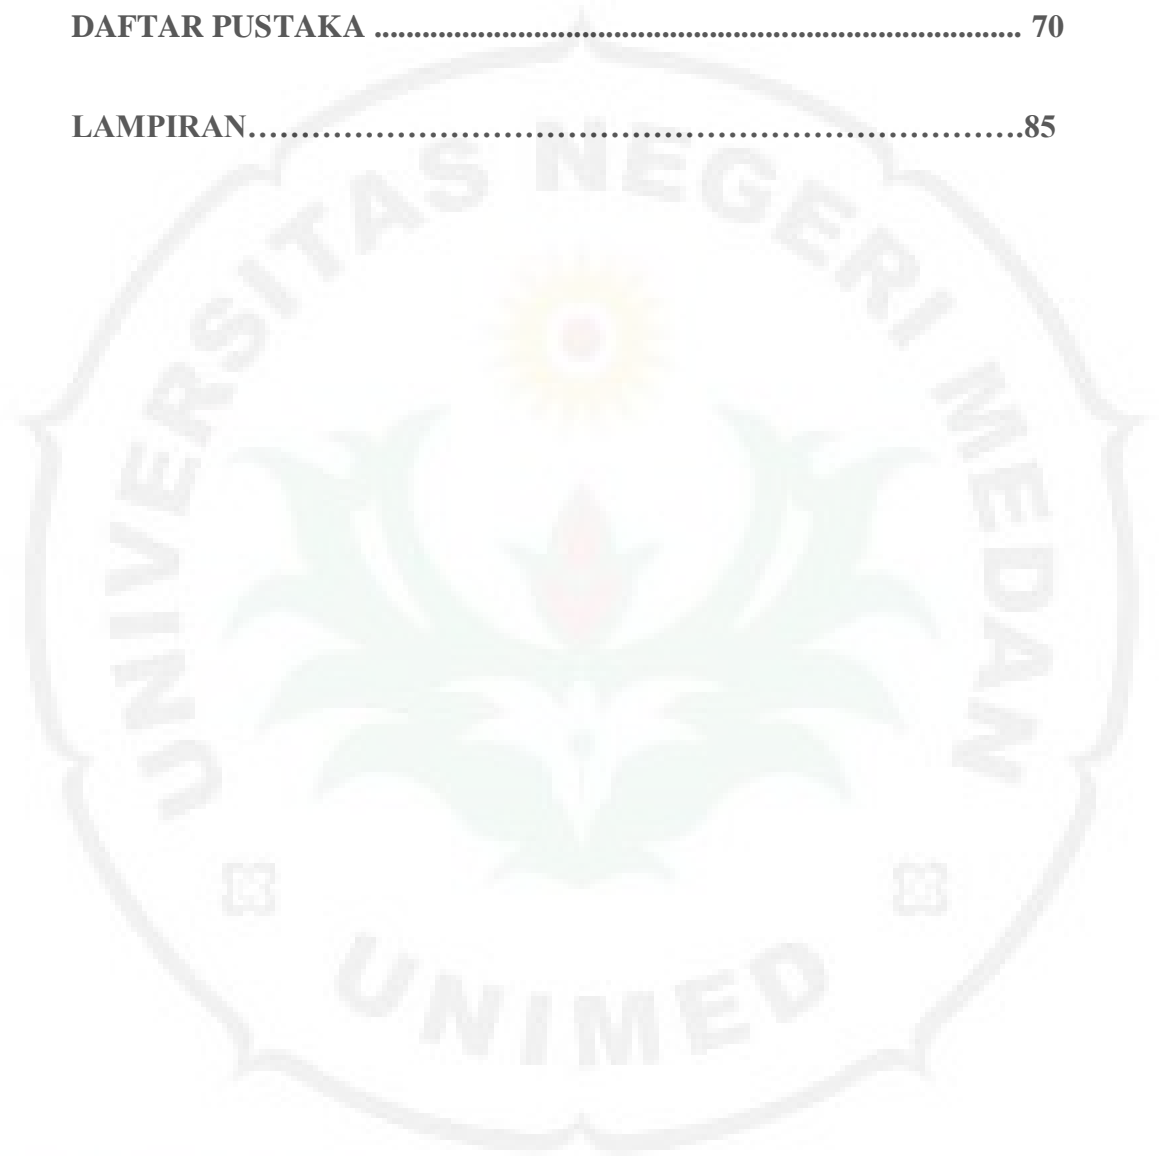 DAFTAR PUSTAKA ................................................................................. 70
LAMPIRAN……………………………………………………………….85
UNIVERSITAS NEGERI MEDAN
UNIMED